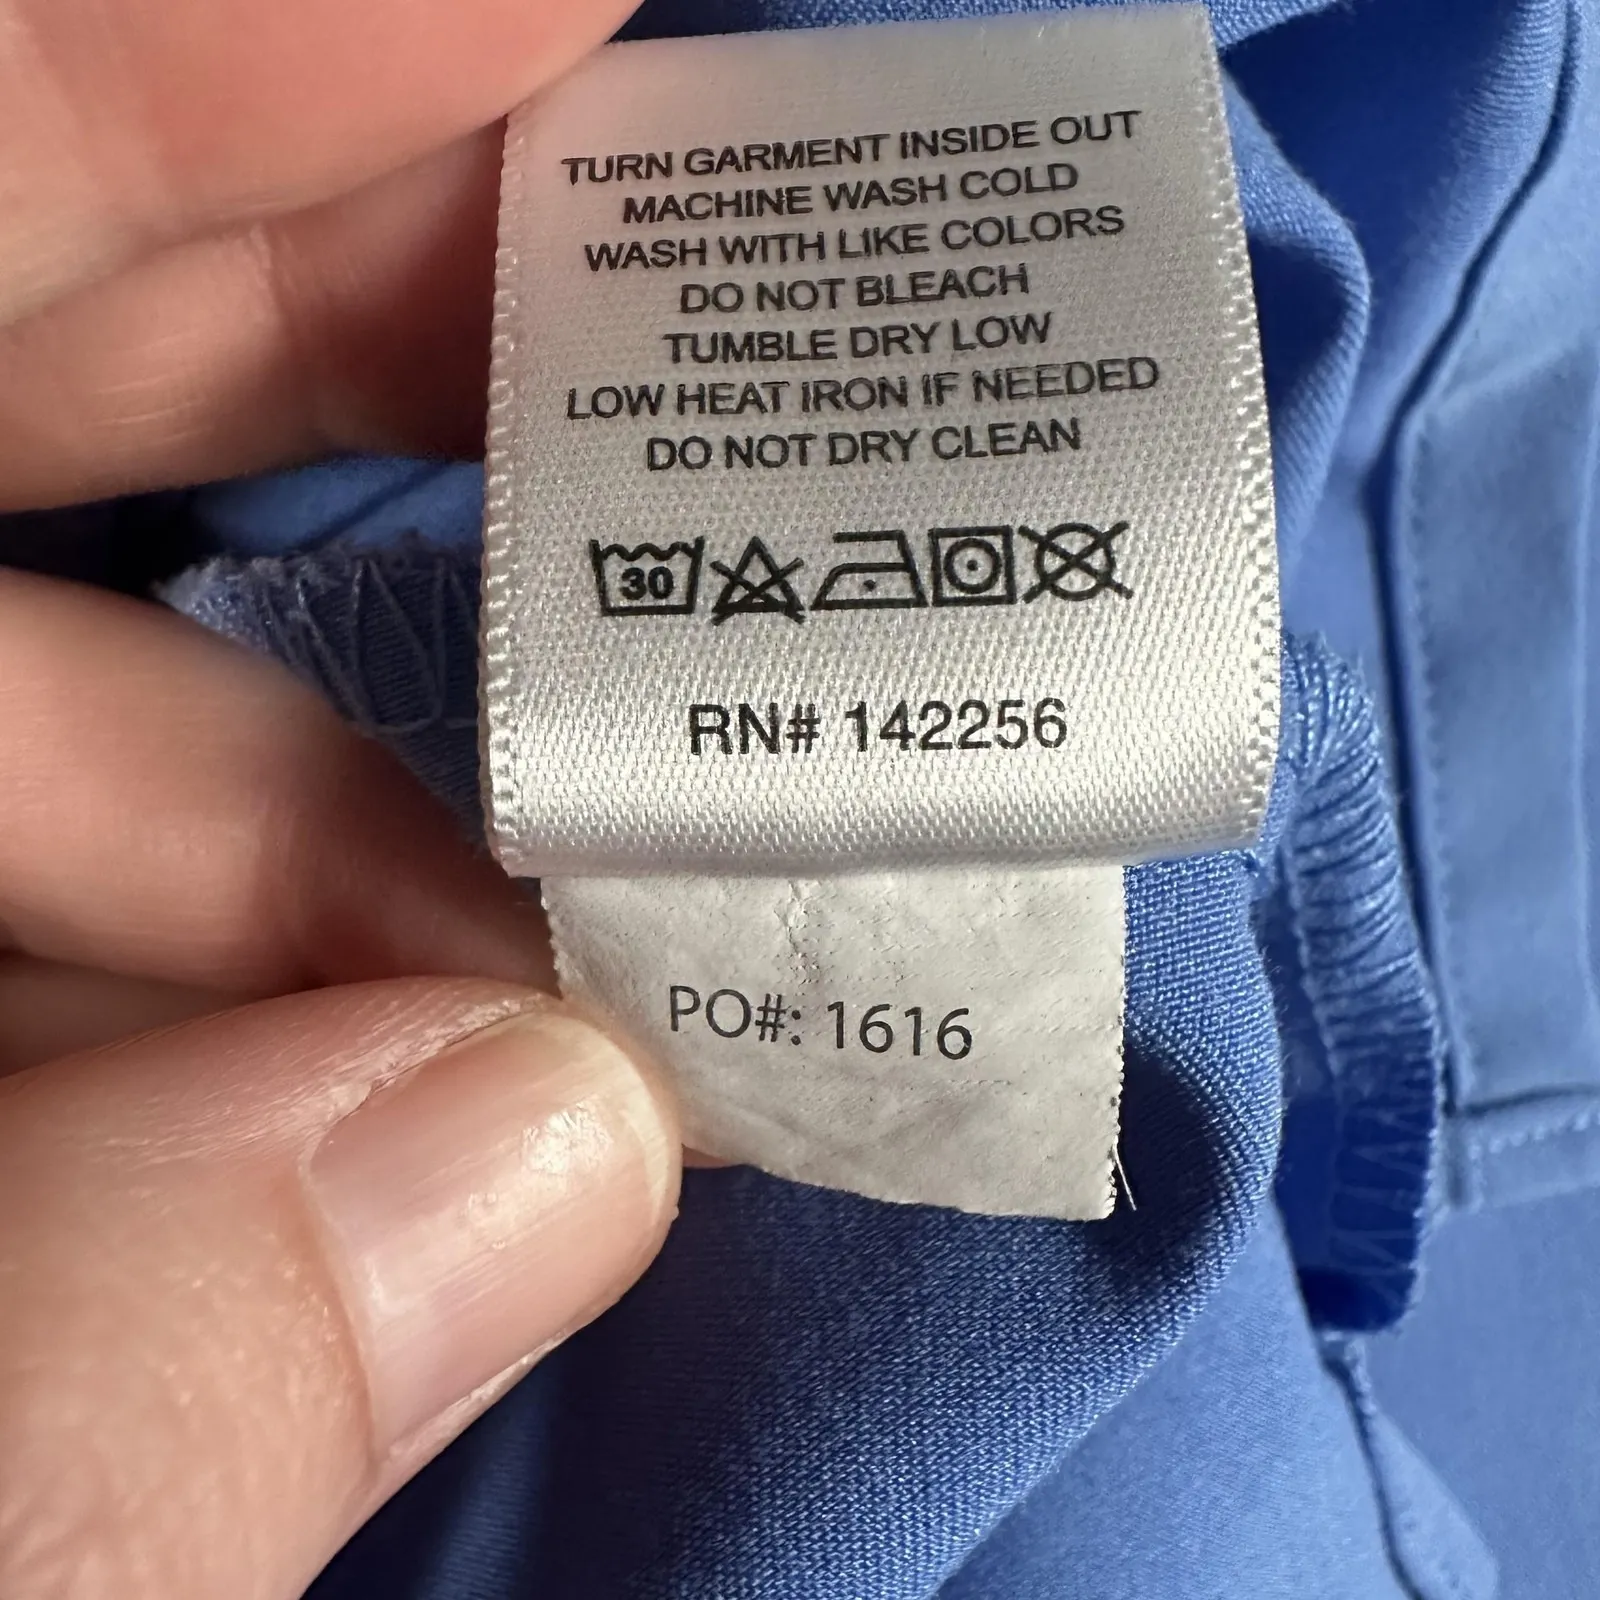 TURN GARMENT INSIDE OUT
MACHINE WASH COLD
WASH WITH LIKE COLORS
DO NOT BLEACH
TUMBLE DRY LOW
LOW HEAT IRON IF NEEDED
DO NOT DRY CLEAN
30
RN# 142256
PO#: 1616